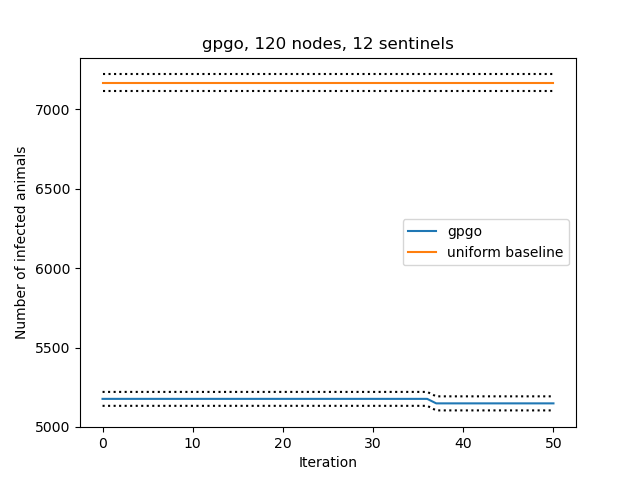 gpgo, 120 nodes, 12 sentinels
Number of infected animals
7000
6500
6000
5500
5000
gpgo
uniform baseline
0 10 20 30 40 50
Iteration